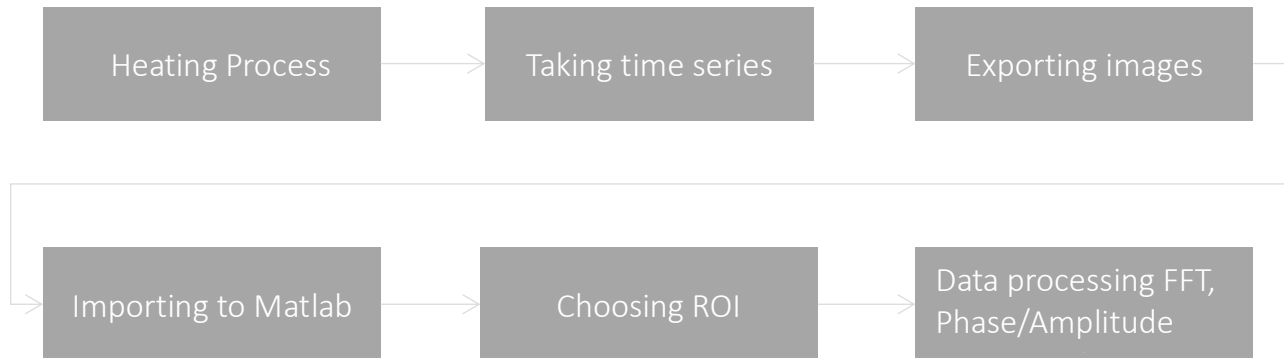 Heating Process
Taking time series
Exporting images
Importing to Matlab
Choosing ROI
Data processing FFT,
Phase/Amplitude